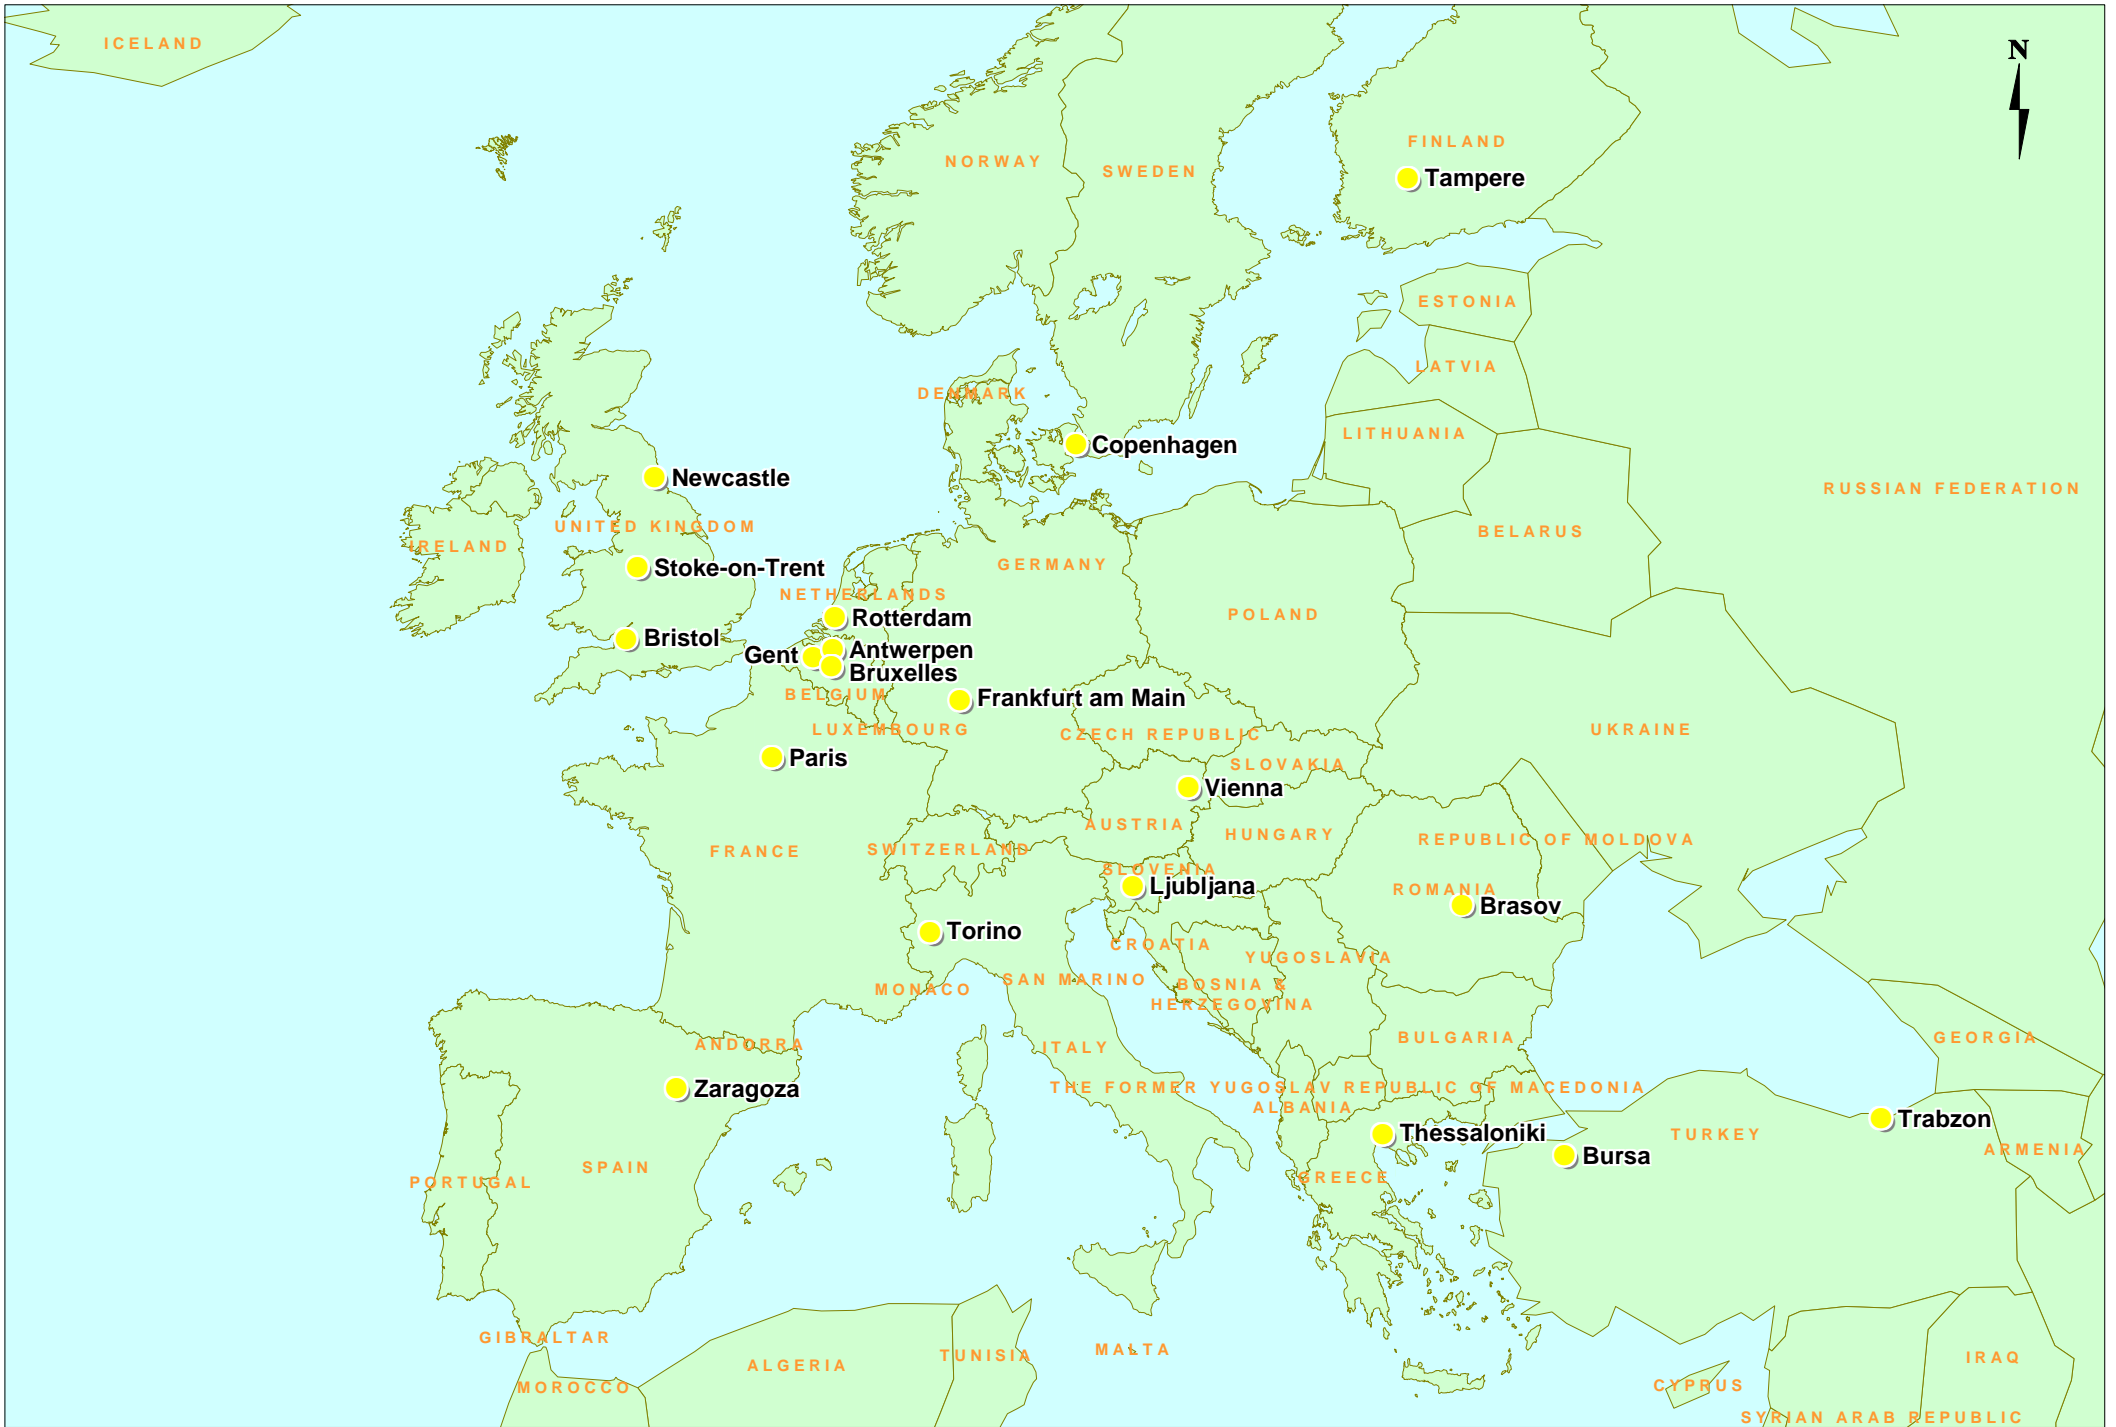 ICELAND
N
FINLAND
NORWAY
SWEDEN
Tampere
ESTONIA
LATVIA
DENMARK
LITHUANIA
Copenhagen
Newcastle
RUSSIAN FEDERATION
UNITED KINGDOM
BELARUS
IRELAND
GERMANY
Stoke-on-Trent
NETHERLANDS
POLAND
Rotterdam
Bristol
Antwerpen
Gent
Bruxelles
BELGIUM
Frankfurt am Main
LUXEMBOURG
CZECH REPUBLIC
UKRAINE
Paris
SLOVAKIA
Vienna
AUSTRIA
HUNGARY
REPUBLIC OF MOLDOVA
FRANCE
SWITZERLAND
SLOVENIA
Ljubljana
ROMANIA
Brasov
Torino
CROATIA
YUGOSLAVIA
SAN MARINO
MONACO
BOSNIA &
HERZEGOVINA
BULGARIA
GEORGIA
ANDORRA
ITALY
Zaragoza
THE FORMER YUGOSLAV REPUBLIC OF MACEDONIA
ALBANIA
Trabzon
Thessaloniki
TURKEY
Bursa
ARMENIA
SPAIN
GREECE
PORTUGAL
GIBRALTAR
MALTA
TUNISIA
IRAQ
ALGERIA
MOROCCO
CYPRUS
SYRIAN ARAB REPUBLIC